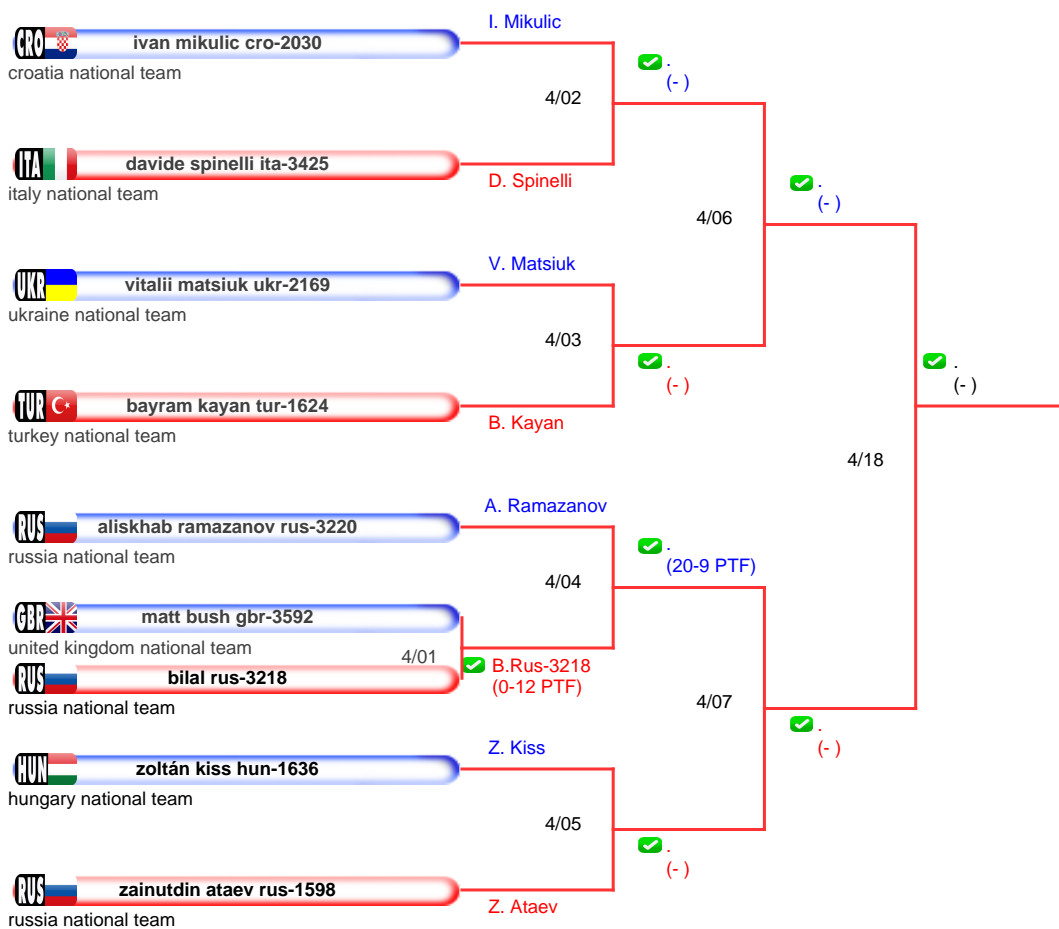 I. Mikulic
CRO ivan mikulic cro-2030
croatia national team
.
(- )
4/02
ITA davide spinelli ita-3425
italy national team
D. Spinelli
.
(- )
4/06
V. Matsiuk
UKR vitalii matsiuk ukr-2169
ukraine national team
4/03
.
(- )
.
(- )
TUR bayram kayan tur-1624
turkey national team
B. Kayan
4/18
A. Ramazanov
RUS aliskhab ramazanov rus-3220
russia national team
.
(20-9 PTF)
4/04
GBR matt bush gbr-3592
united kingdom national team
4/01
B.Rus-3218
(0-12 PTF)
RUS bilal rus-3218
russia national team
4/07
.
(- )
Z. Kiss
HUN zoltán kiss hun-1636
hungary national team
4/05
.
(- )
RUS zainutdin ataev rus-1598
russia national team
Z. Ataev